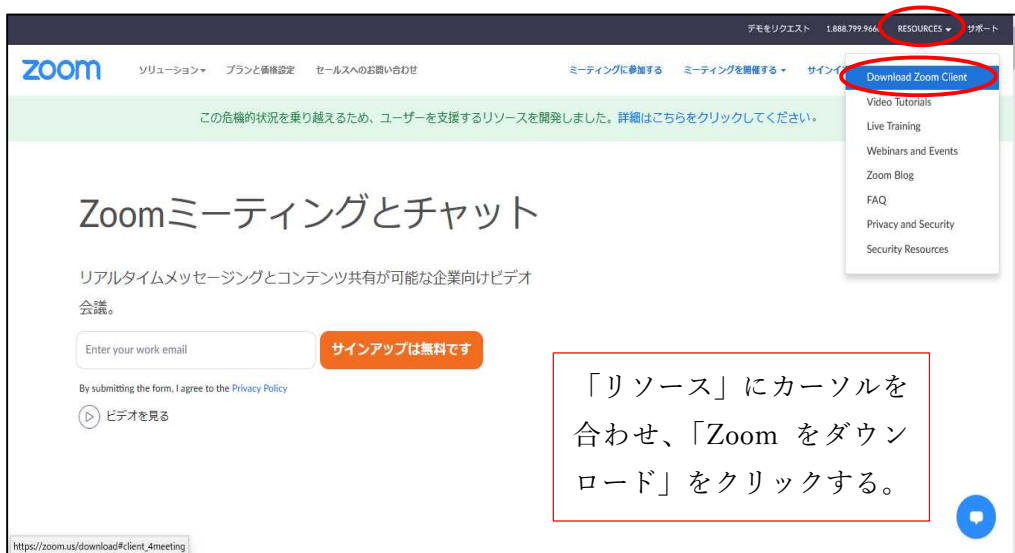 デモをリクエスト 1.888.799.966 RESOURCES サポート
zoom ソリューション プランと価格設定 セールスへのお問い合わせ ミーティングに参加する ミーティングを開催する サインイ
Download Zoom Client
Video Tutorials
Live Training
Webinars and Events
Zoom Blog
FAQ
Privacy and Security
Security Resources
この危機的状況を乗り越えるため、ユーザーを支援するリソースを開発しました。詳細はこちらをクリックしてください。
Zoomミーティングとチャット
リアルタイムメッセージングとコンテンツ共有が可能な企業向けビデオ
会議。
Enter your work email サインアップは無料です
By submitting the form, I agree to the Privacy Policy
ビデオを見る
「リソース」にカーソルを
合わせ、「Zoom をダウン
ロード」をクリックする。
https://zoom.us/download#client_4meeting